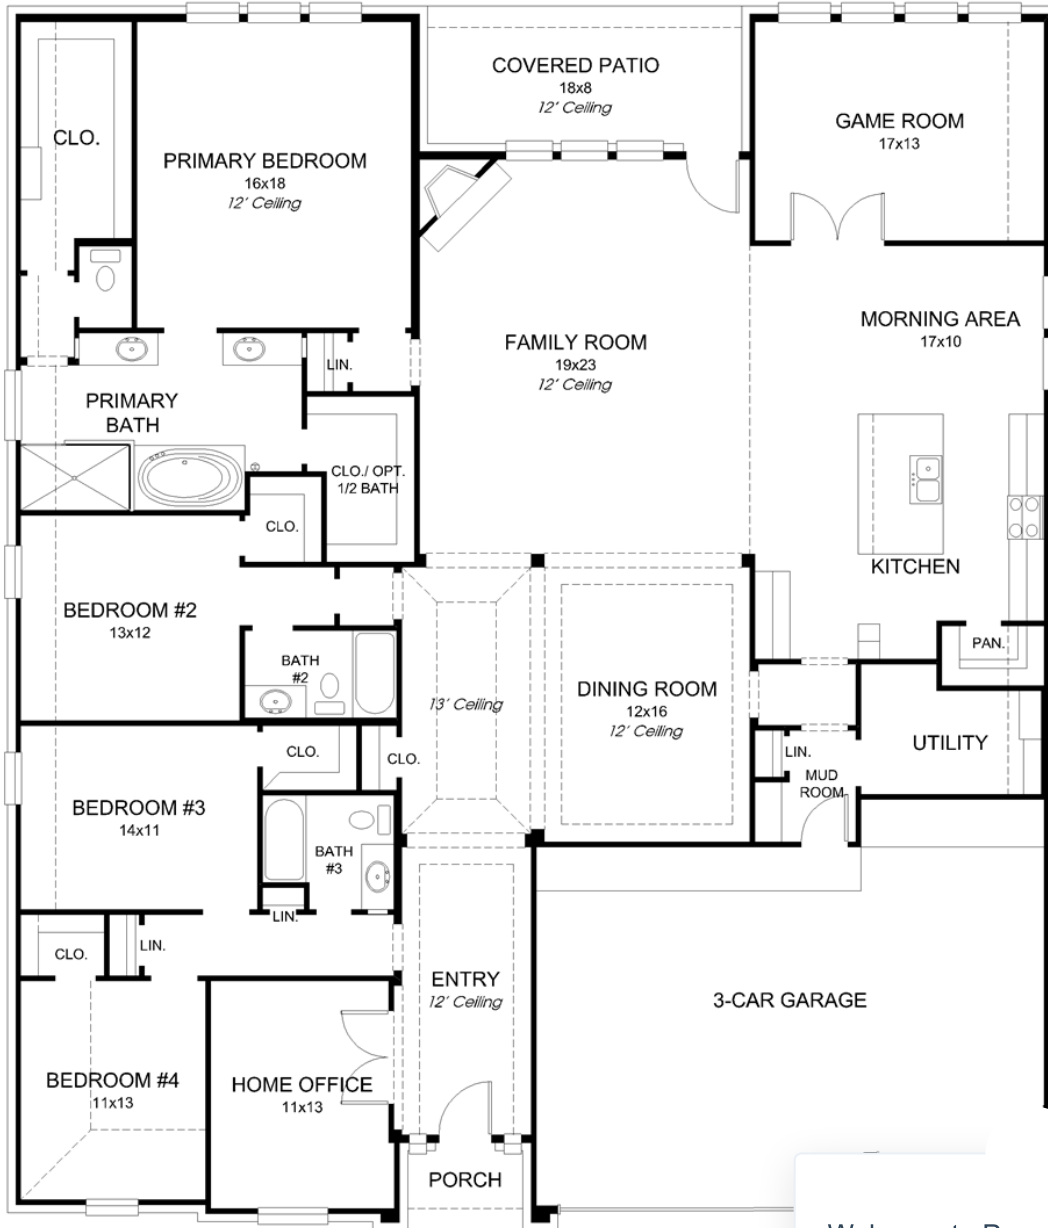 COVERED PATIO
18x8
12' Ceiling
GAME ROOM
17x13
CLO.
PRIMARY BEDROOM
16x18
12' Ceiling
MORNING AREA
17x10
FAMILY ROOM
19x23
12' Ceiling
LIN.
PRIMARY
BATH
CLO./ OPT.
1/2 BATH
CLO.
KITCHEN
BEDROOM #2
13x12
BATH
#2
PAN.
13' Ceiling
DINING ROOM
12x16
12' Ceiling
UTILITY
CLO.
CLO.
LIN.
MUD
ROOM
BEDROOM #3
14x11
BATH
#3
LIN.
CLO.
LIN.
ENTRY
12' Ceiling
3-CAR GARAGE
BEDROOM #4
11x13
HOME OFFICE
11x13
PORCH